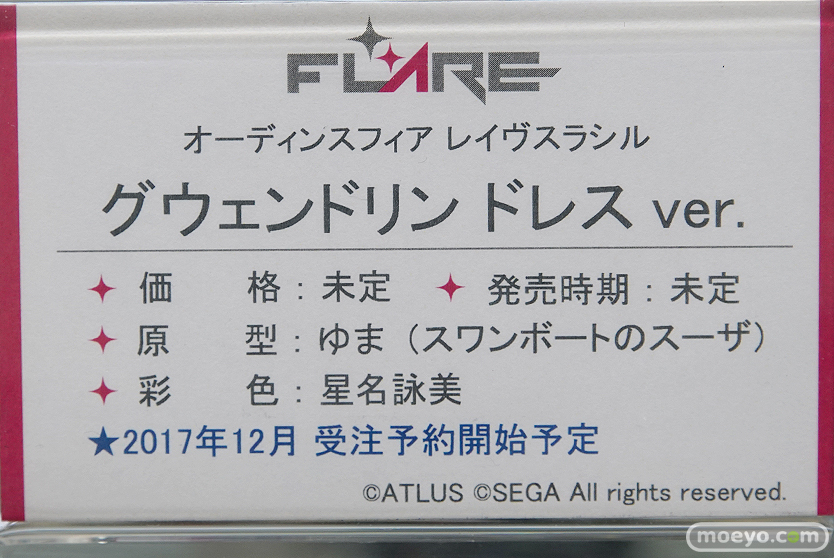 FLARE
オーディンスフィア レイヴスラシル
グウェンドリン ドレス ver.
価 格：未定 発売時期：未定
原 型：ゆま（スワンボートのスーザ）
彩 色：星名詠美
★2017年12月 受注予約開始予定
©ATLUS ©SEGA All rights reserved.
moeyo.com